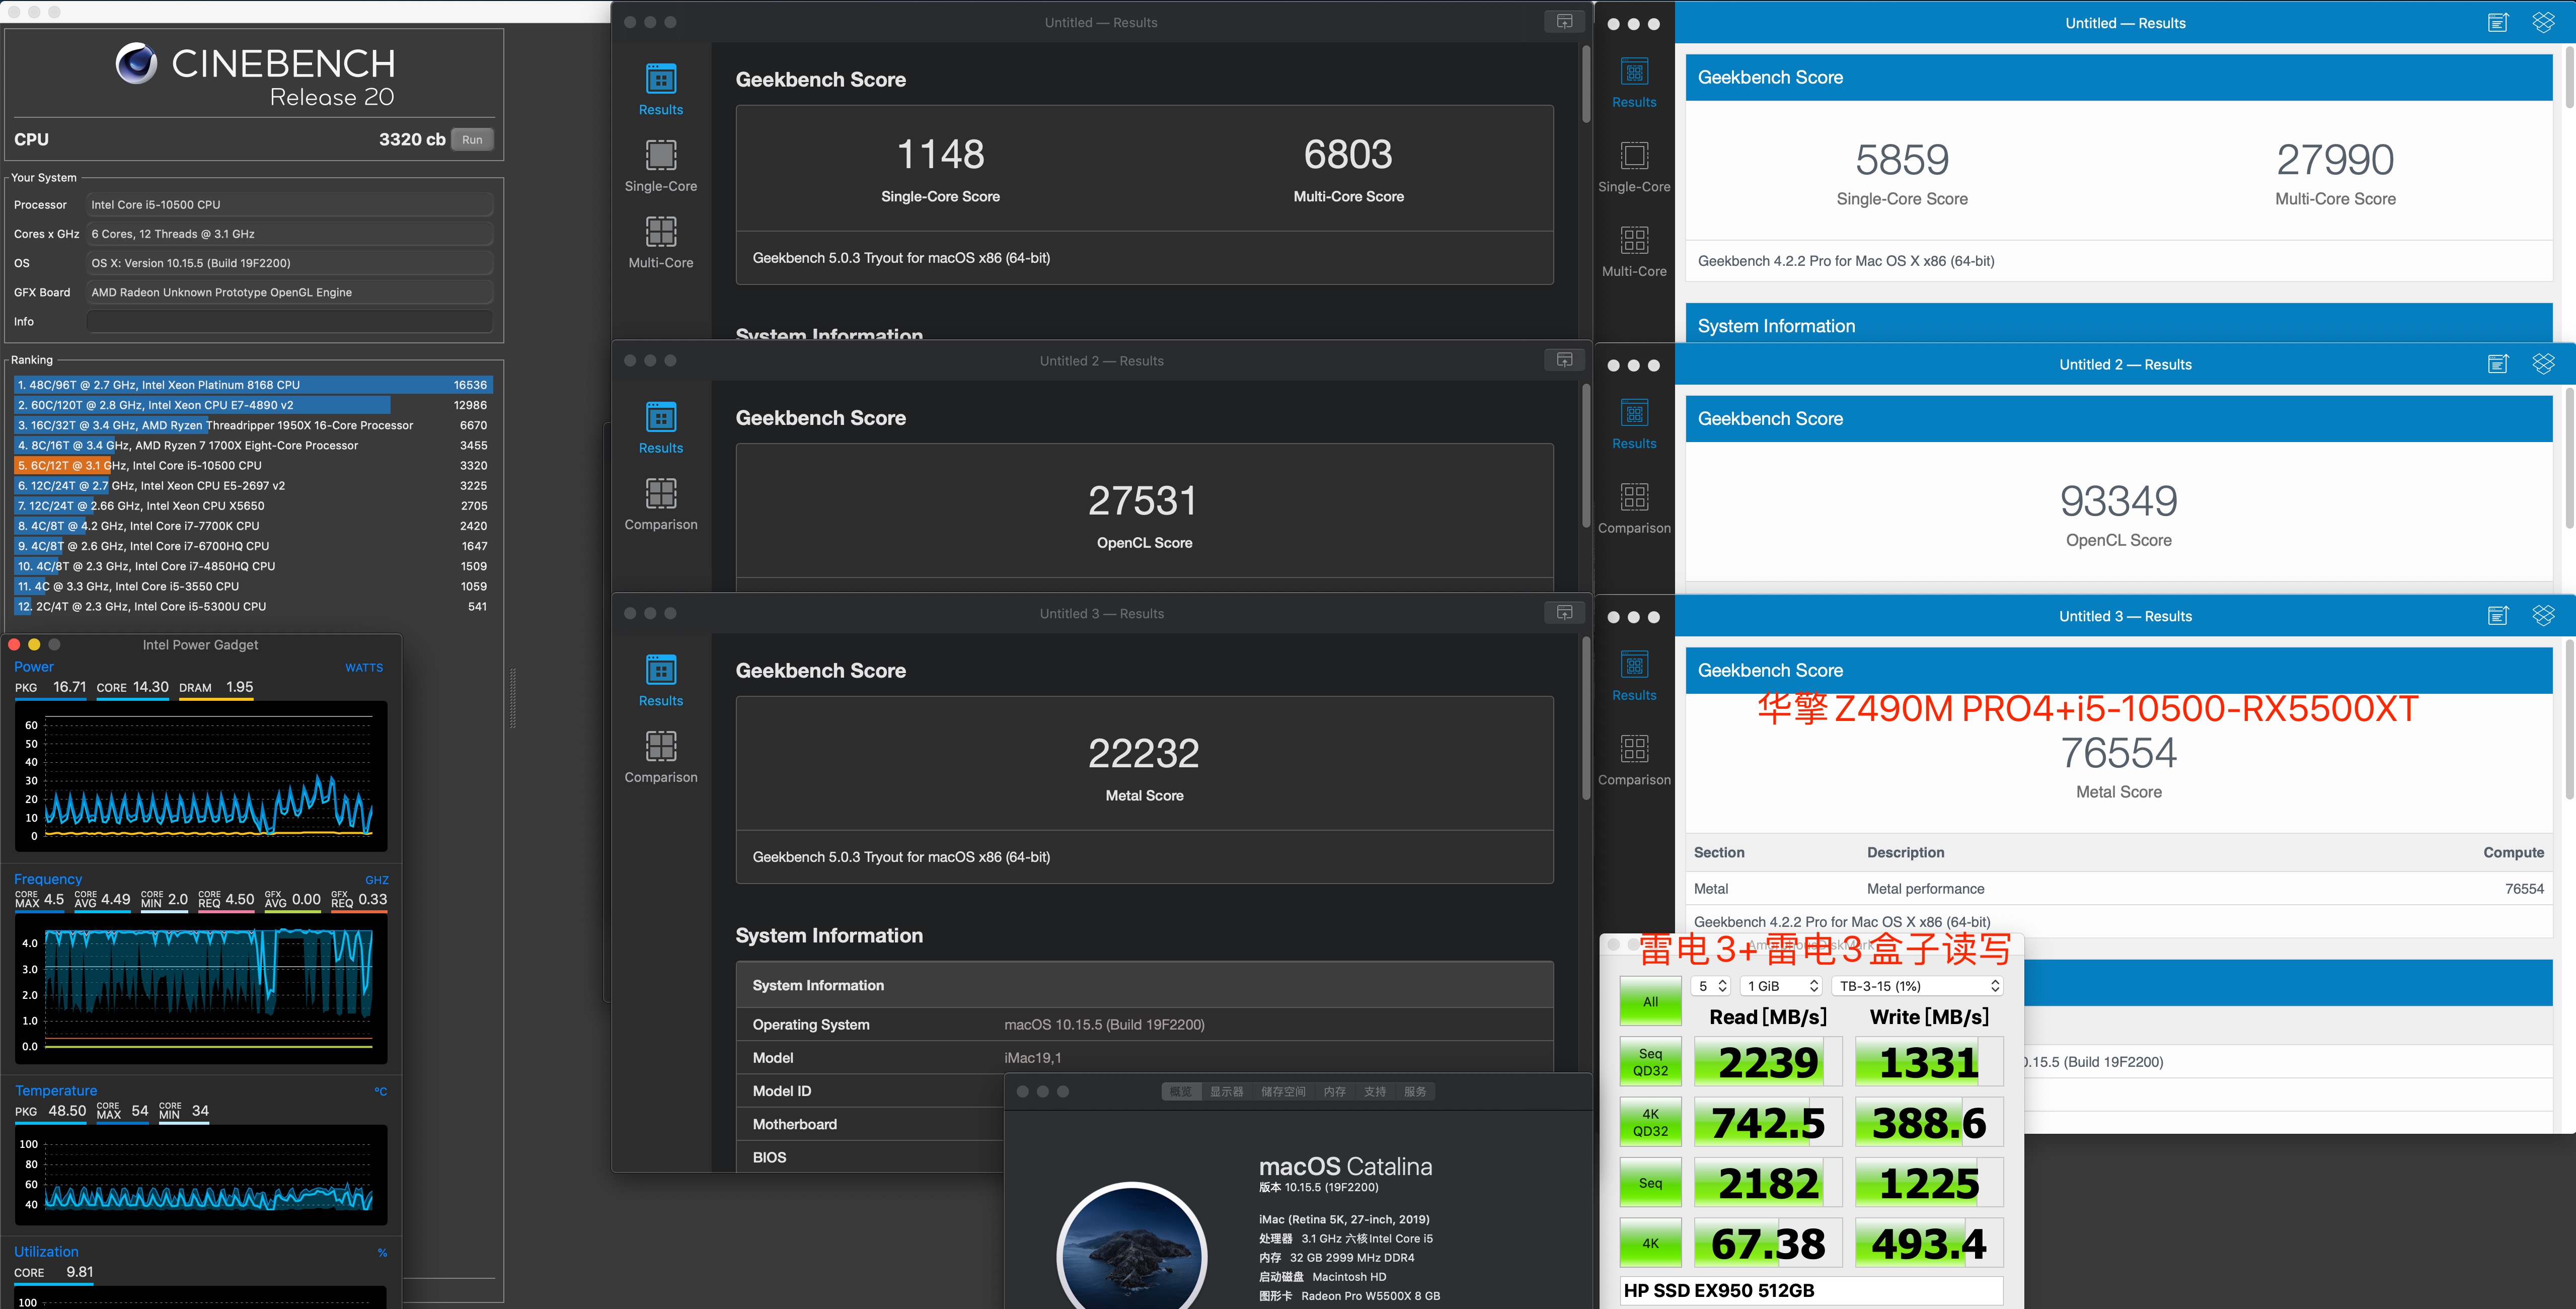 CINEBENCH
Release 20
CPU 3320 cb Run
Your System
Processor Intel Core i5-10500 CPU
Cores x GHz 6 Cores, 12 Threads @ 3.1 GHz
OS OS X: Version 10.15.5 (Build 19F2200)
GFX Board AMD Radeon Unknown Prototype OpenGL Engine
Info
Ranking
1. 48C/96T @ 2.7 GHz, Intel Xeon Platinum 8168 CPU 16536
2. 60C/120T @ 2.8 GHz, Intel Xeon CPU E7-4890 v2 12986
3. 16C/32T @ 3.4 GHz, AMD Ryzen Threadripper 1950X 16-Core Processor 6670
4. 8C/16T @ 3.4 GHz, AMD Ryzen 7 1700X Eight-Core Processor 3455
5. 6C/12T @ 3.1 GHz, Intel Core i5-10500 CPU 3320
6. 12C/24T @ 2.7 GHz, Intel Xeon CPU E5-2697 v2 3225
7. 12C/24T @ 2.66 GHz, Intel Xeon CPU X5650 2705
8. 4C/8T @ 4.2 GHz, Intel Core i7-7700K CPU 2420
9. 4C/8T @ 2.6 GHz, Intel Core i7-6700HQ CPU 1647
10. 4C/8T @ 2.3 GHz, Intel Core i7-4850HQ CPU 1509
11. 4C @ 3.3 GHz, Intel Core i5-3550 CPU 1059
12. 2C/4T @ 2.3 GHz, Intel Core i5-5300U CPU 541
Intel Power Gadget
Power WATTS
PKG 16.71 CORE 14.30 DRAM 1.95
60
50
40
30
20
10
0
Frequency GHZ
CORE MAX 4.5 CORE AVG 4.49 CORE MIN 2.0 CORE REQ 4.50 GFX AVG 0.00 GFX REQ 0.33
4.0
3.0
2.0
1.0
0.0
Temperature ºC
PKG 48.50 CORE MAX 54 CORE MIN 34
100
80
60
40
Utilization %
CORE 9.81
100
Untitled — Results
Results
Single-Core
Multi-Core
Geekbench Score
1148 6803
Single-Core Score Multi-Core Score
Geekbench 5.0.3 Tryout for macOS x86 (64-bit)
System Information
Untitled 2 — Results
Results
Comparison
Geekbench Score
27531
OpenCL Score
Untitled 3 — Results
Results
Comparison
Geekbench Score
22232
Metal Score
Geekbench 5.0.3 Tryout for macOS x86 (64-bit)
System Information
System Information
Operating System macOS 10.15.5 (Build 19F2200)
Model iMac19,1
Model ID
Motherboard
BIOS
概览 显示器 储存空间 内存 支持 服务
macOS Catalina
版本 10.15.5 (19F2200)
iMac (Retina 5K, 27-inch, 2019)
处理器 3.1 GHz 六核Intel Core i5
内存 32 GB 2999 MHz DDR4
启动磁盘 Macintosh HD
图形卡 Radeon Pro W5500X 8 GB
Untitled — Results
Results
Single-Core
Multi-Core
Geekbench Score
5859 27990
Single-Core Score Multi-Core Score
Geekbench 4.2.2 Pro for Mac OS X x86 (64-bit)
System Information
Untitled 2 — Results
Results
Comparison
Geekbench Score
93349
OpenCL Score
Untitled 3 — Results
Results
Comparison
Geekbench Score
华擎 Z490M PRO4+i5-10500-RX5500XT
76554
Metal Score
Section Description Compute
Metal Metal performance 76554
Geekbench 4.2.2 Pro for Mac OS X x86 (64-bit)
0.15.5 (Build 19F2200)
雷电3+雷电3盒子读写
All 5 1 GiB TB-3-15 (1%)
Read [MB/s] Write [MB/s]
Seq QD32 2239 1331
4K QD32 742.5 388.6
Seq 2182 1225
4K 67.38 493.4
HP SSD EX950 512GB